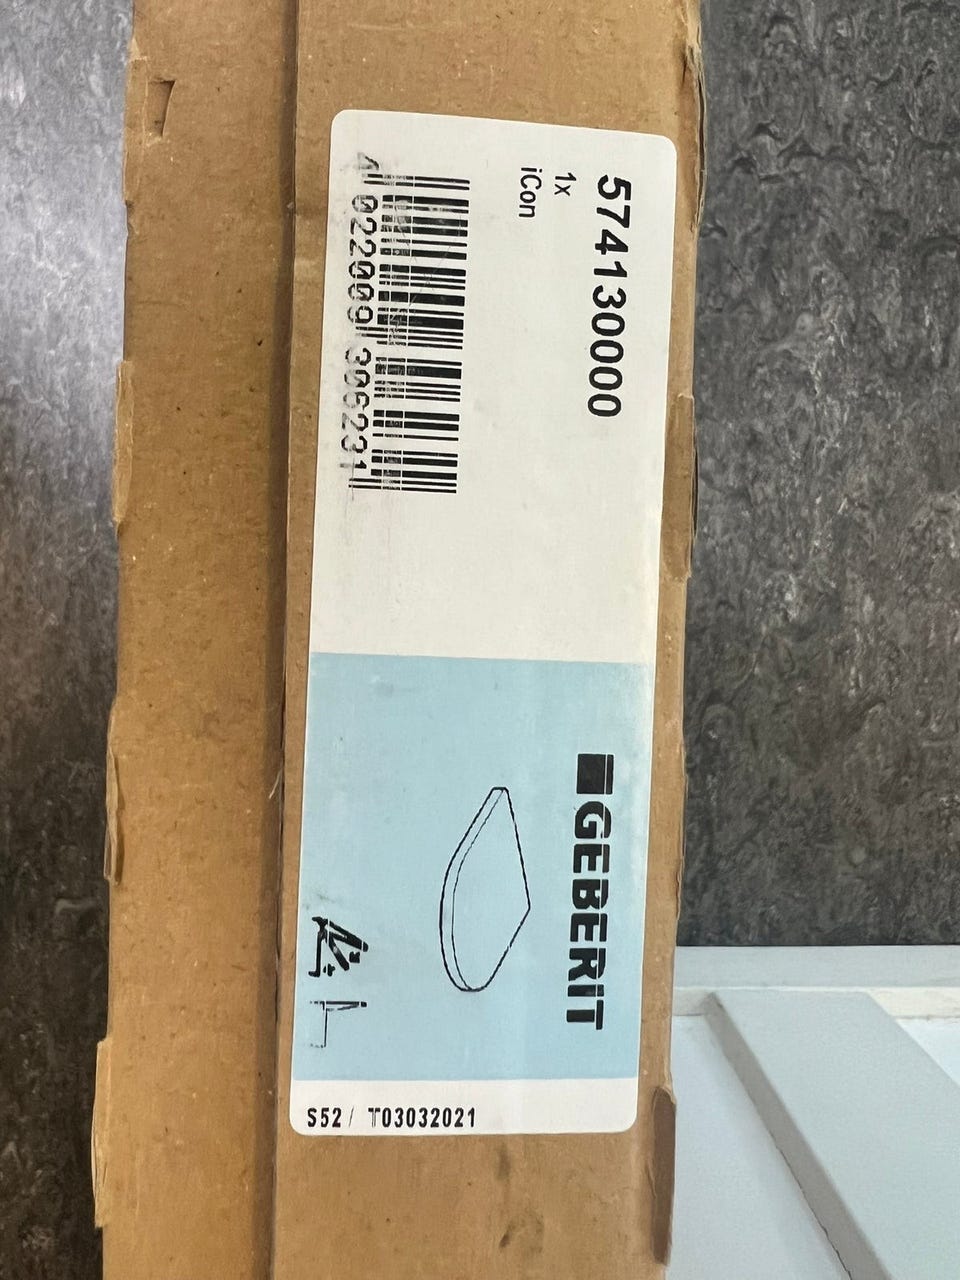 574130000
1x
iCon
4 022009 306231
GEBERIT
S52 / T03032021